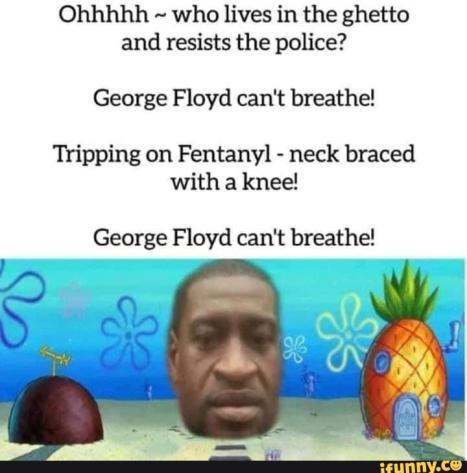 Ohhhhh ~ who lives in the ghetto
and resists the police?
George Floyd can't breathe!
Tripping on Fentanyl - neck braced
with a knee!
George Floyd can't breathe!
ifunny.ce